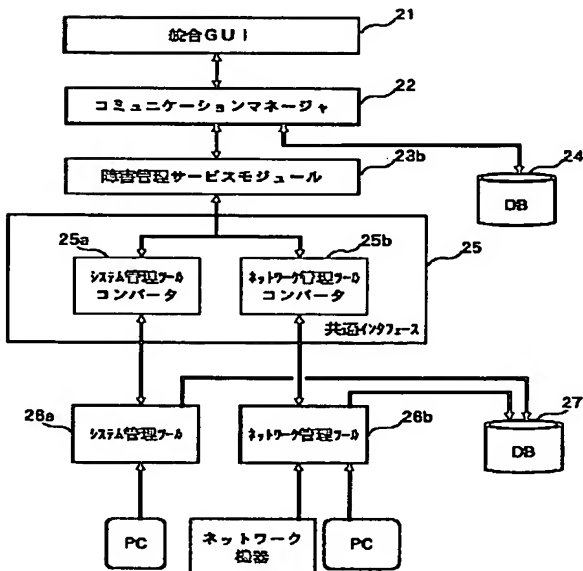 21
統合GUI
22
コミュニケーションマネージャ
23b
障害管理サービスモジュール
24
DB
25a
25b
25
システム管理ツール
コンバータ
ネットワーク管理ツール
コンバータ
共通インタフェース
26a
システム管理ツール
ネットワーク管理ツール
26b
27
DB
PC
ネットワーク
機器
PC